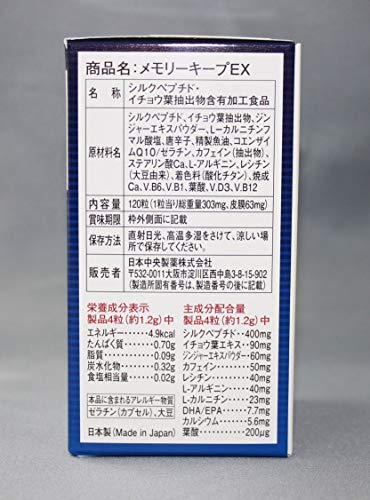 商品名：メモリーキープEX
名　称　シルクペプチド・
イチョウ葉抽出物含有加工食品
原材料名　シルクペプチド、イチョウ葉抽出物、ジン
ジャーエキスパウダー、L-カルニチンフ
マル酸塩、唐辛子、精製魚油、コエンザイ
ムQ10/ゼラチン、カフェイン(抽出物)、
ステアリン酸Ca、L-アルギニン、レシチン
(大豆由来)、着色料(酸化チタン)、焼成
Ca、V.B6、V.B1、葉酸、V.D3、V.B12
内容量　120粒(1粒当り総重量303mg、皮膜63mg)
賞味期限　枠外側面に記載
保存方法　直射日光、高温多湿をさけて、涼しい場所
で保存してください。
販売者　日本中央製薬株式会社
〒532-0011大阪市淀川区西中島3-8-15-902
(製造所固有番号は、製造番号の後に記載)
栄養成分表示
製品4粒(約1.2g)中
エネルギー　4.9kcal
たんぱく質　0.70g
脂質　0.09g
炭水化物　0.32g
食塩相当量　0.02g
本品に含まれるアレルギー物質
ゼラチン(カプセル)、大豆
日本製(Made in Japan)
主成分配合量
製品4粒(約1.2g)中
シルクペプチド　400mg
イチョウ葉エキス　90mg
ジンジャーエキスパウダー　60mg
カフェイン　50mg
レシチン　40mg
L-アルギニン　40mg
L-カルニチン　23mg
DHA/EPA　7.7mg
カルシウム　5.6mg
葉酸　200μg